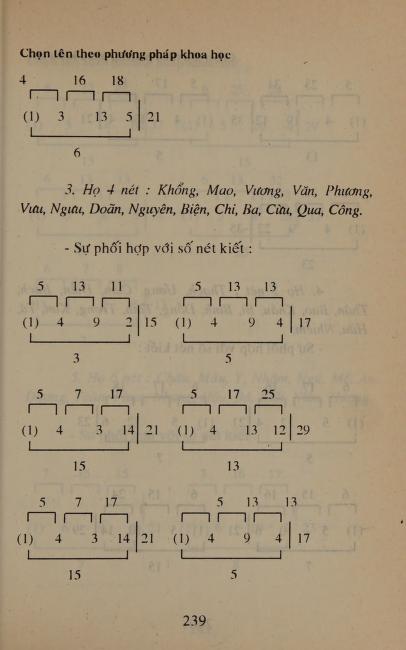 Chọn tên theo phương pháp khoa học
4 16 18
(1) 3 13 5 21
6
3. Họ 4 nét : Khổng, Mao, Vương, Văn, Phương,
Vưu, Ngưu, Doãn, Nguyên, Biện, Chi, Ba, Cừu, Qua, Công.
- Sự phối hợp với số nét kiết :
5 13 11 5 13 13
(1) 4 9 2 15 (1) 4 9 4 17
3 5
5 7 17 5 17 25
(1) 4 3 14 21 (1) 4 13 12 29
15 13
5 7 17 5 13 13
(1) 4 3 14 21 (1) 4 9 4 17
15 5
239